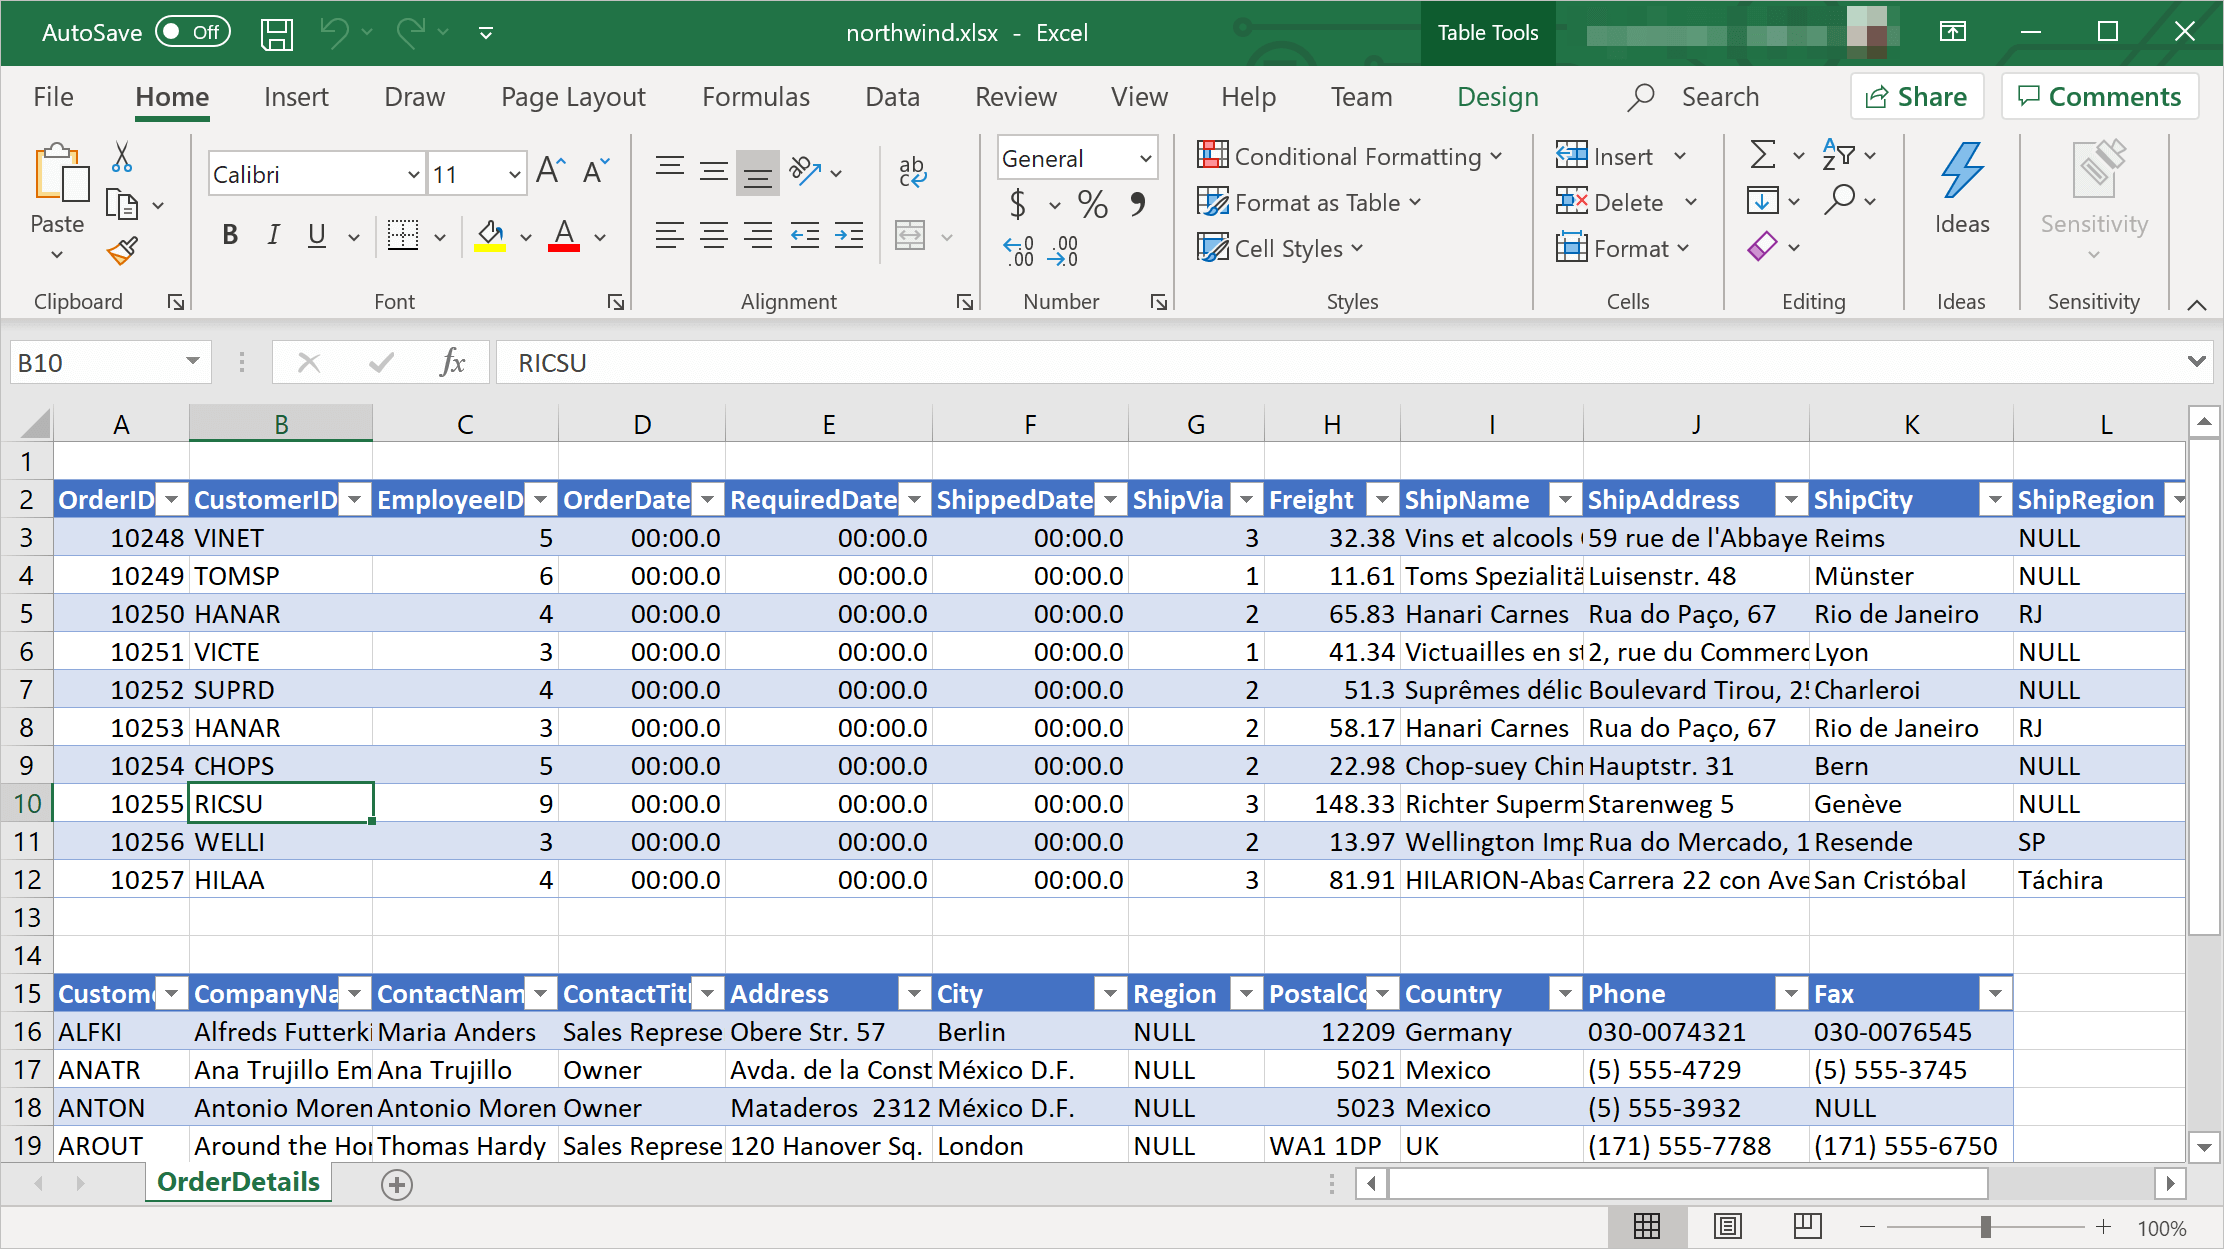 AutoSave Off northwind.xlsx - Excel Table Tools
File Home Insert Draw Page Layout Formulas Data Review View Help Team Design Search Share Comments
Paste Calibri 11 General Conditional Formatting Insert
Format as Table Delete Ideas Sensitivity
B I U Cell Styles Format
Clipboard Font Alignment Number Styles Cells Editing Ideas Sensitivity
B10 fx RICSU
A B C D E F G H I J K L
1
2 OrderID CustomerID EmployeeID OrderDate RequiredDate ShippedDate ShipVia Freight ShipName ShipAddress ShipCity ShipRegion
3 10248 VINET 5 00:00.0 00:00.0 00:00.0 3 32.38 Vins et alcools 59 rue de l'Abbaye Reims NULL
4 10249 TOMSP 6 00:00.0 00:00.0 00:00.0 1 11.61 Toms Spezialitä Luisenstr. 48 Münster NULL
5 10250 HANAR 4 00:00.0 00:00.0 00:00.0 2 65.83 Hanari Carnes Rua do Paço, 67 Rio de Janeiro RJ
6 10251 VICTE 3 00:00.0 00:00.0 00:00.0 1 41.34 Victuailles en st 2, rue du Commerc Lyon NULL
7 10252 SUPRD 4 00:00.0 00:00.0 00:00.0 2 51.3 Suprêmes délic Boulevard Tirou, 25 Charleroi NULL
8 10253 HANAR 3 00:00.0 00:00.0 00:00.0 2 58.17 Hanari Carnes Rua do Paço, 67 Rio de Janeiro RJ
9 10254 CHOPS 5 00:00.0 00:00.0 00:00.0 2 22.98 Chop-suey Chin Hauptstr. 31 Bern NULL
10 10255 RICSU 9 00:00.0 00:00.0 00:00.0 3 148.33 Richter Superm Starenweg 5 Genève NULL
11 10256 WELLI 3 00:00.0 00:00.0 00:00.0 2 13.97 Wellington Imp Rua do Mercado, 1 Resende SP
12 10257 HILAA 4 00:00.0 00:00.0 00:00.0 3 81.91 HILARION-Abas Carrera 22 con Ave San Cristóbal Táchira
13
14
15 Custome CompanyNa ContactNam ContactTitl Address City Region PostalCo Country Phone Fax
16 ALFKI Alfreds Futterki Maria Anders Sales Represe Obere Str. 57 Berlin NULL 12209 Germany 030-0074321 030-0076545
17 ANATR Ana Trujillo Em Ana Trujillo Owner Avda. de la Const México D.F. NULL 5021 Mexico (5) 555-4729 (5) 555-3745
18 ANTON Antonio Moren Antonio Moren Owner Mataderos 2312 México D.F. NULL 5023 Mexico (5) 555-3932 NULL
19 AROUT Around the Hor Thomas Hardy Sales Represe 120 Hanover Sq. London NULL WA1 1DP UK (171) 555-7788 (171) 555-6750
OrderDetails
100%